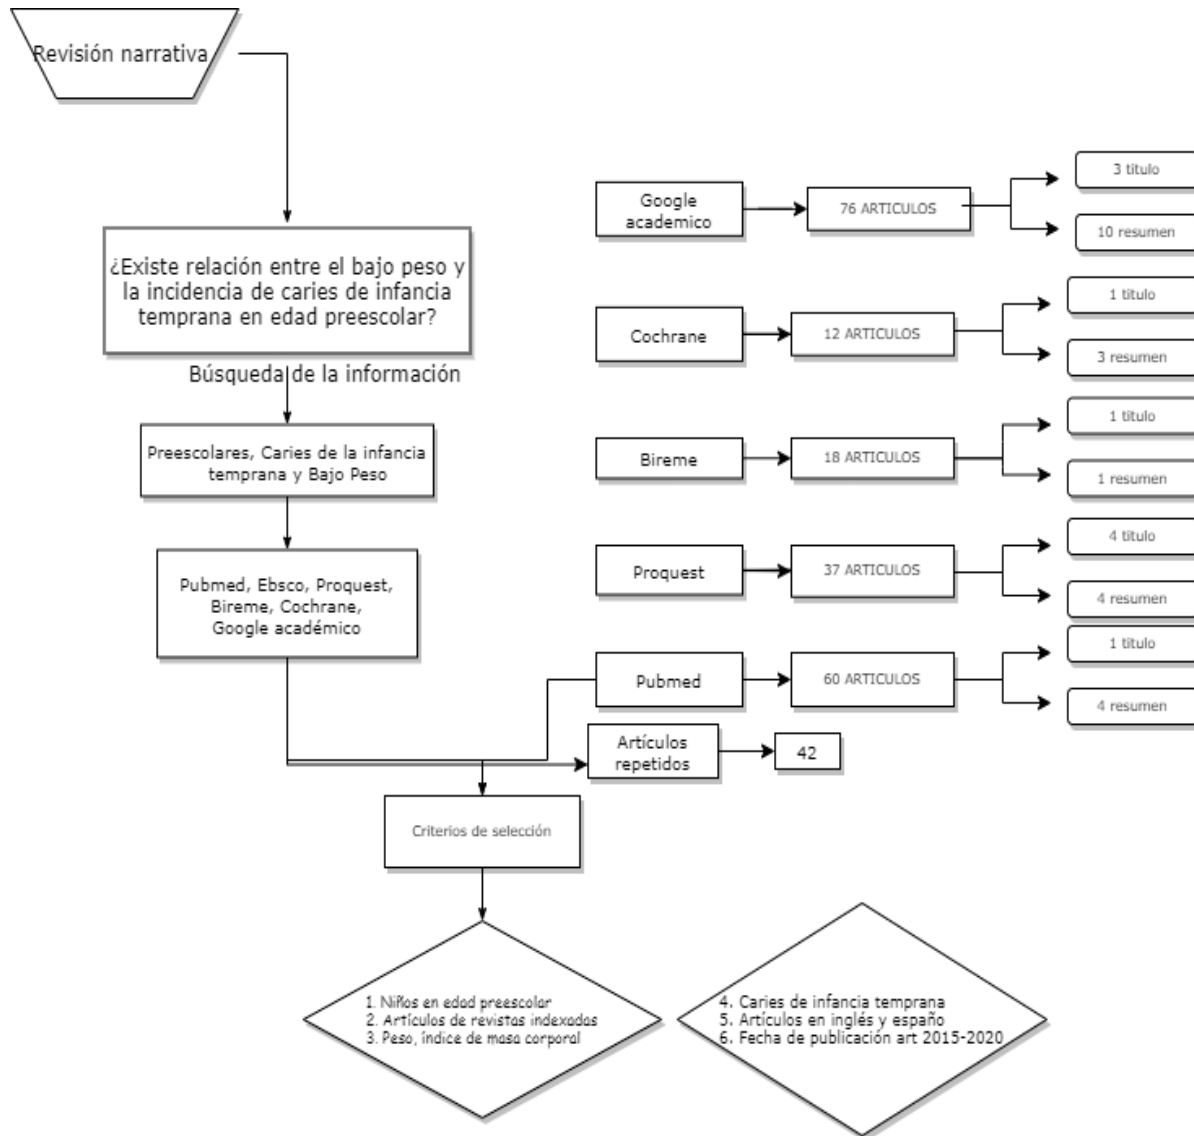 Revisión narrativa
¿Existe relación entre el bajo peso y
la incidencia de caries de infancia
temprana en edad preescolar?
Búsqueda de la información
Preescolares, Caries de la infancia
temprana y Bajo Peso
Pubmed, Ebsco, Proquest,
Bireme, Cochrane,
Google académico
Google
academico
76 ARTICULOS
3 titulo
10 resumen
Cochrane
12 ARTICULOS
1 titulo
3 resumen
Bireme
18 ARTICULOS
1 titulo
1 resumen
Proquest
37 ARTICULOS
4 titulo
4 resumen
Pubmed
60 ARTICULOS
1 titulo
4 resumen
Artículos
repetidos
42
Criterios de selección
1. Niños en edad preescolar
2. Artículos de revistas indexadas
3. Peso, índice de masa corporal
4. Caries de infancia temprana
5. Artículos en inglés y españo
6. Fecha de publicación art 2015-2020